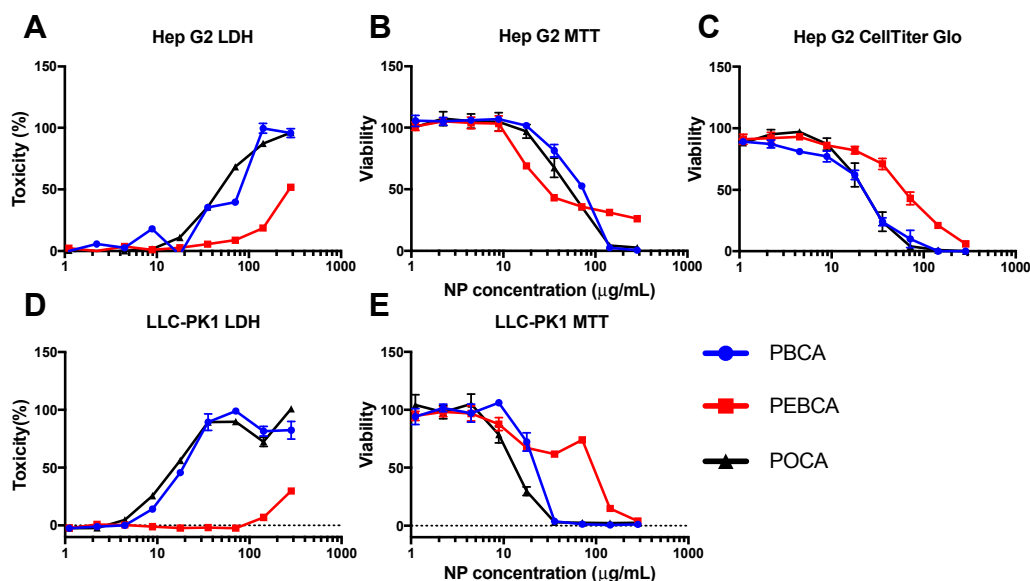 A
Hep G2 LDH
Toxicity (%)
150
100
50
0
1
10
100
1000
B
Hep G2 MTT
Viability
150
100
50
0
1
10
100
1000
NP concentration (µg/mL)
C
Hep G2 CellTiter Glo
Viability
150
100
50
0
1
10
100
1000
D
LLC-PK1 LDH
Toxicity(%)
150
100
50
0
1
10
100
1000
E
LLC-PK1 MTT
Viability
150
100
50
0
1
10
100
1000
NP concentration (µg/mL)
PBCA
PEBCA
POCA